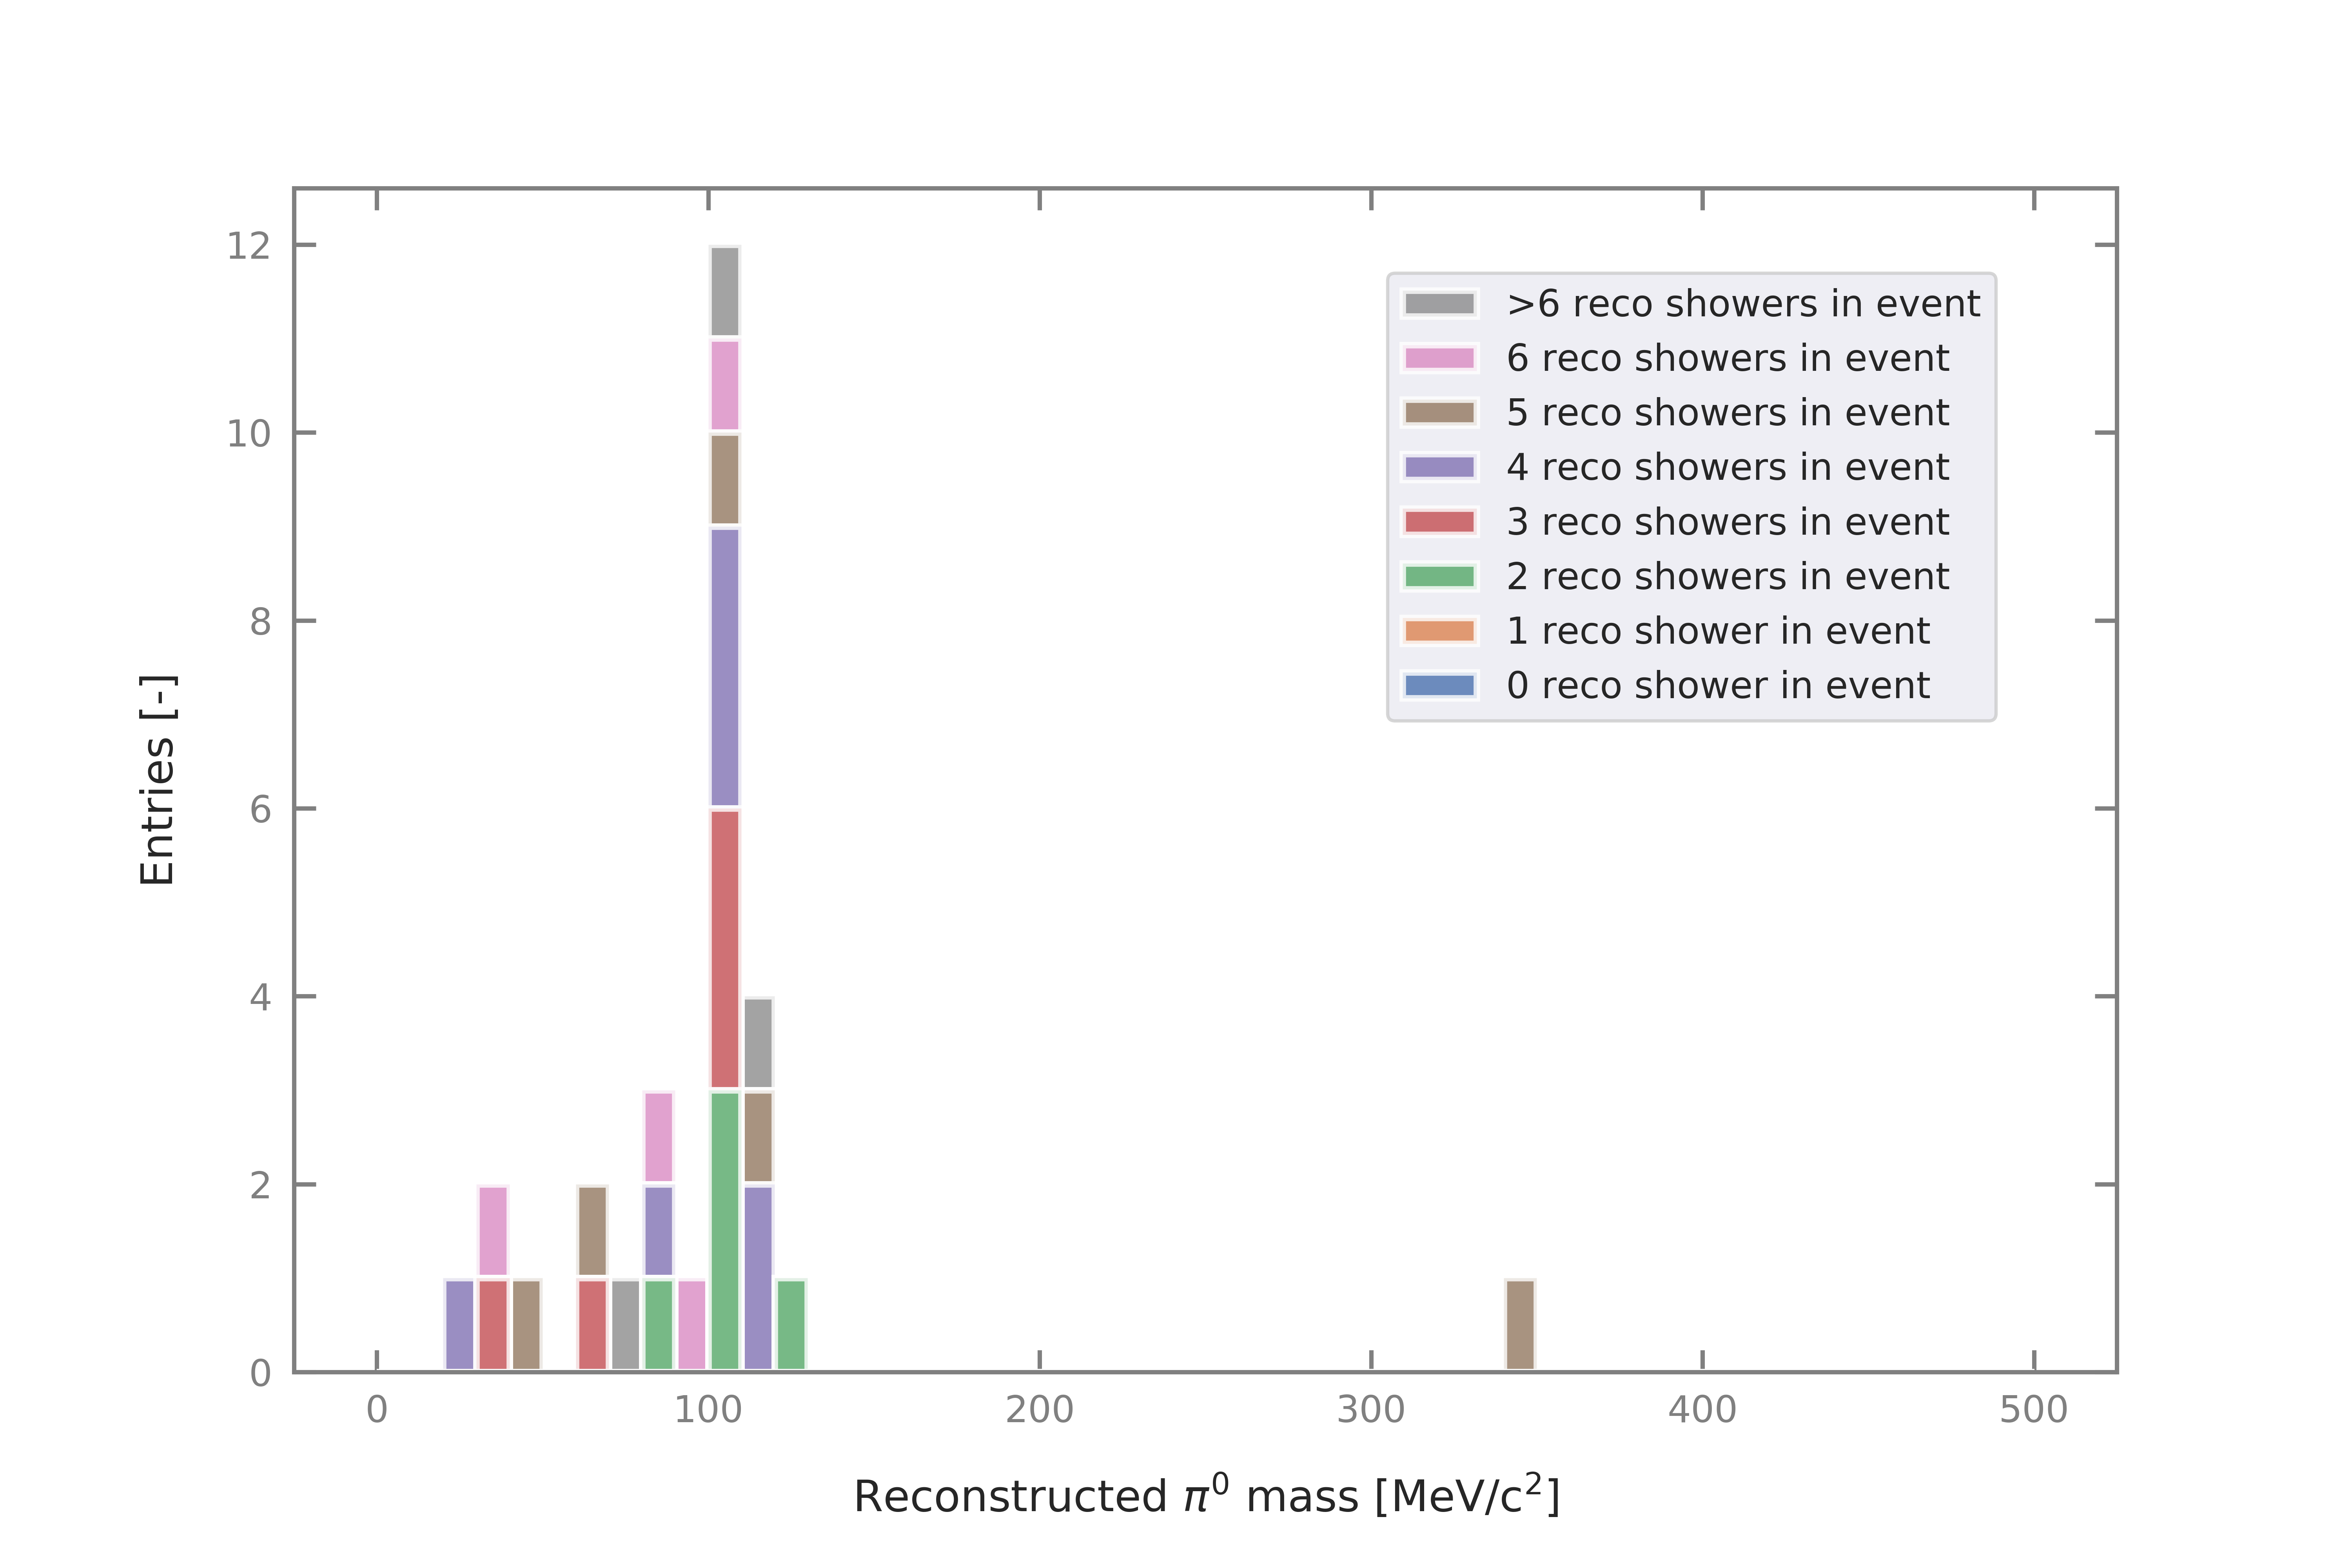 12
10
8
6
4
2
0
Entries [-]
>6 reco showers in event
6 reco showers in event
5 reco showers in event
4 reco showers in event
3 reco showers in event
2 reco showers in event
1 reco shower in event
0 reco shower in event
0 100 200 300 400 500
Reconstructed π⁰ mass [MeV/c²]